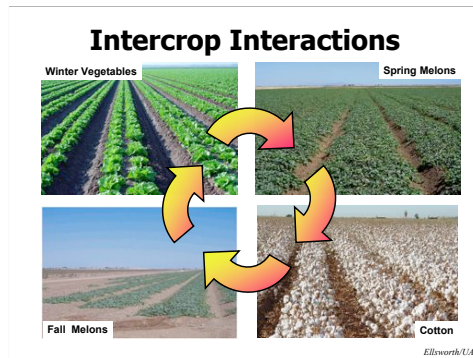 Intercrop Interactions
Winter Vegetables
Spring Melons
Fall Melons
Cotton
Ellsworth/UA